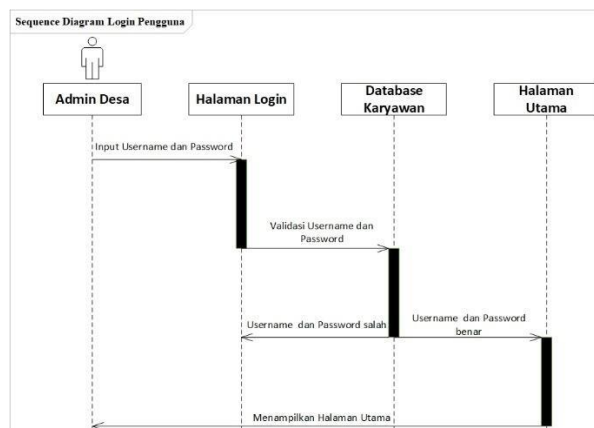 Sequence Diagram Login Pengguna
Admin Desa
Halaman Login
Database
Karyawan
Halaman
Utama
Input Username dan Password
Validasi Username dan
Password
Username dan Password salah
Username dan Password
benar
Menampilkan Halaman Utama